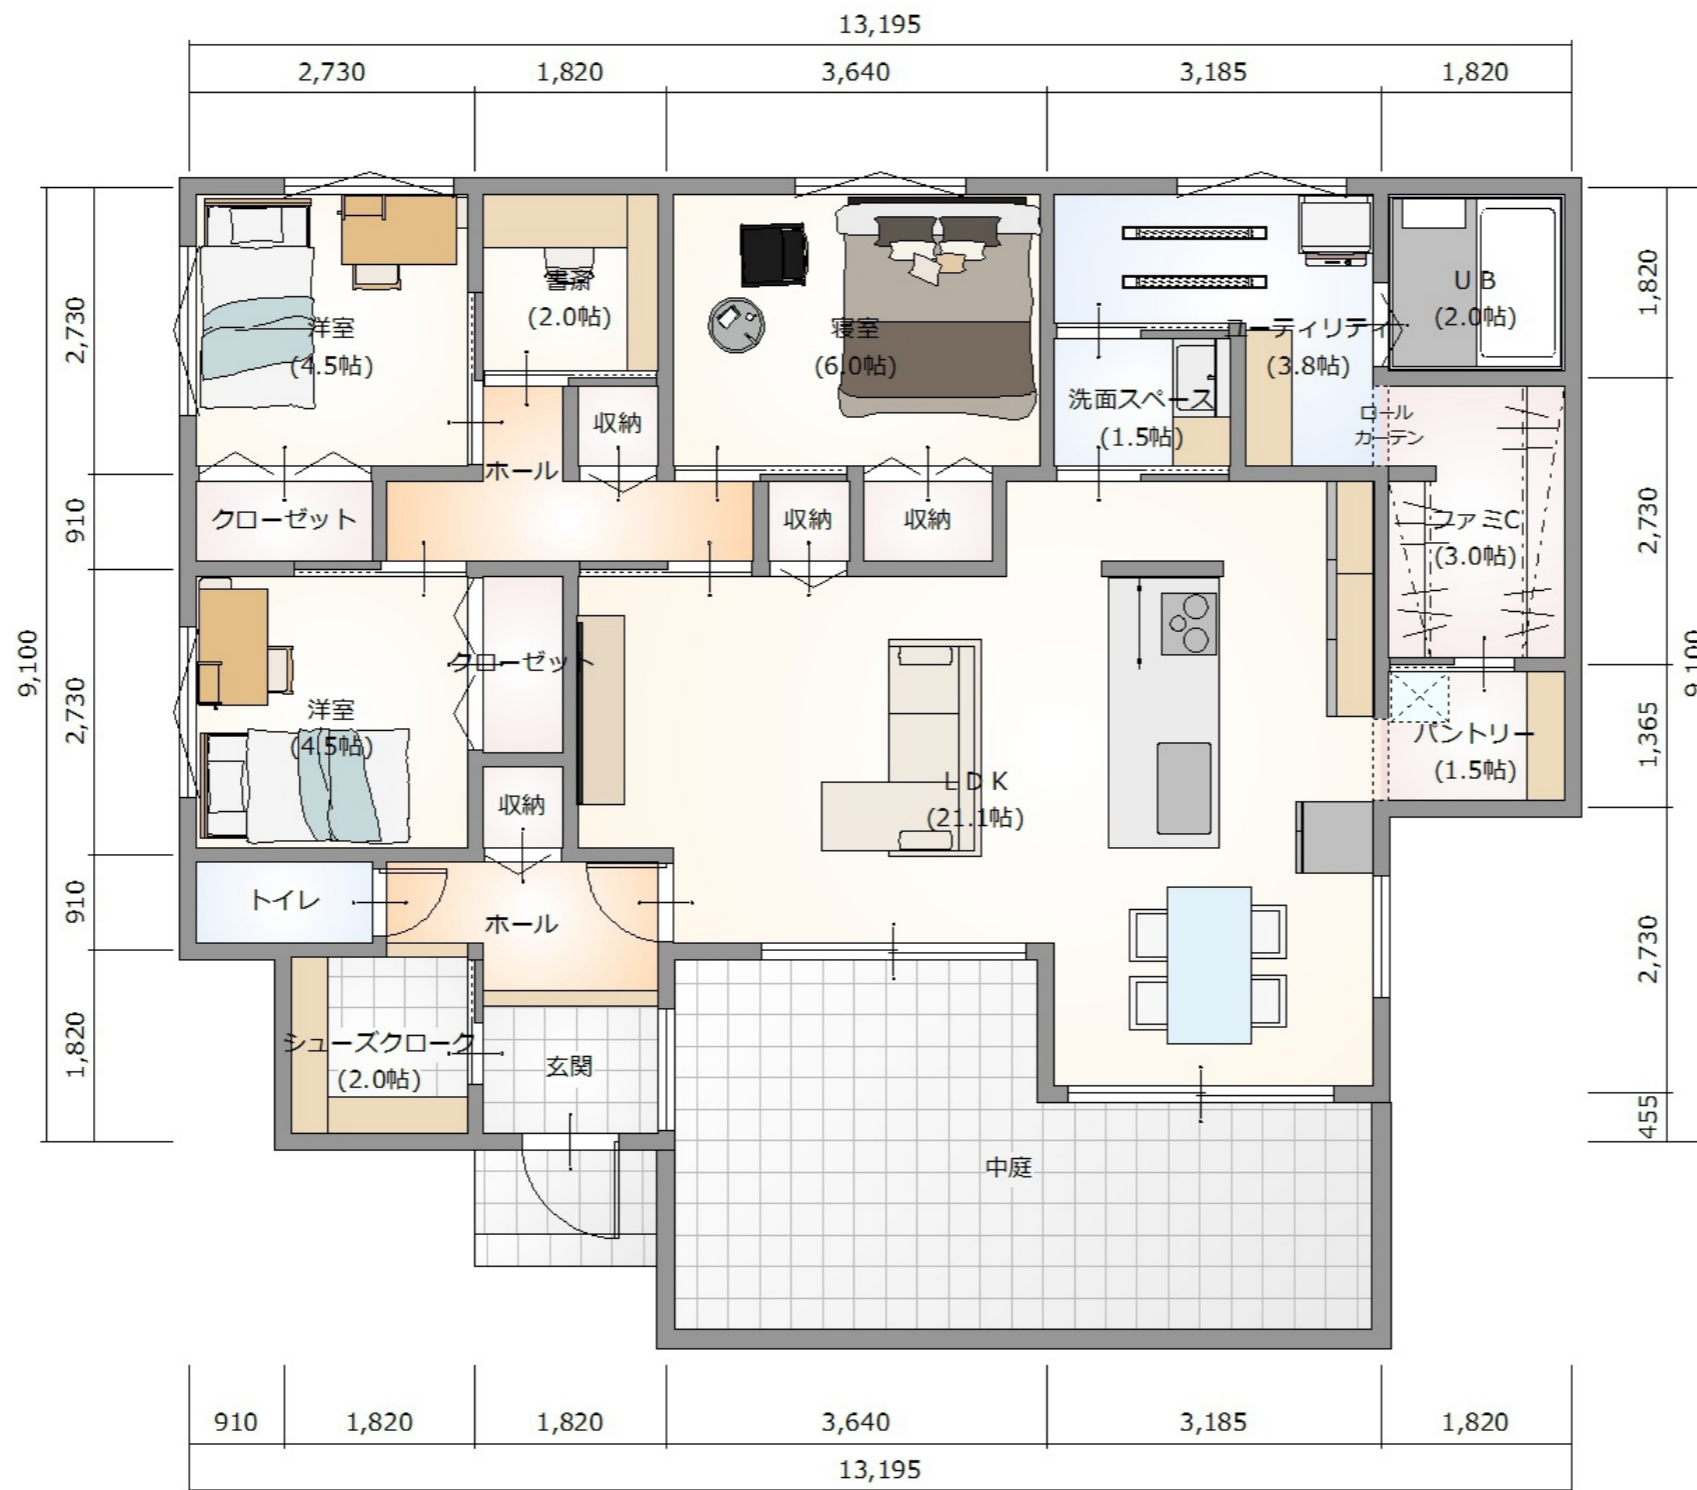 13,195
2,730
1,820
3,640
3,185
1,820
9,100
2,730
910
2,730
910
1,820
洋室
(4.5帖)
書斎
(2.0帖)
寝室
(6.0帖)
ユーティリティ
(3.8帖)
UB
(2.0帖)
洗面スペース
(1.5帖)
ロール
カーテン
収納
ホール
クローゼット
収納
収納
ファミC
(3.0帖)
クローゼット
洋室
(4.5帖)
収納
LDK
(21.1帖)
パントリー
(1.5帖)
トイレ
ホール
シューズクローク
(2.0帖)
玄関
中庭
1,820
2,730
1,365
2,730
455
9,100
910
1,820
1,820
3,640
3,185
1,820
13,195